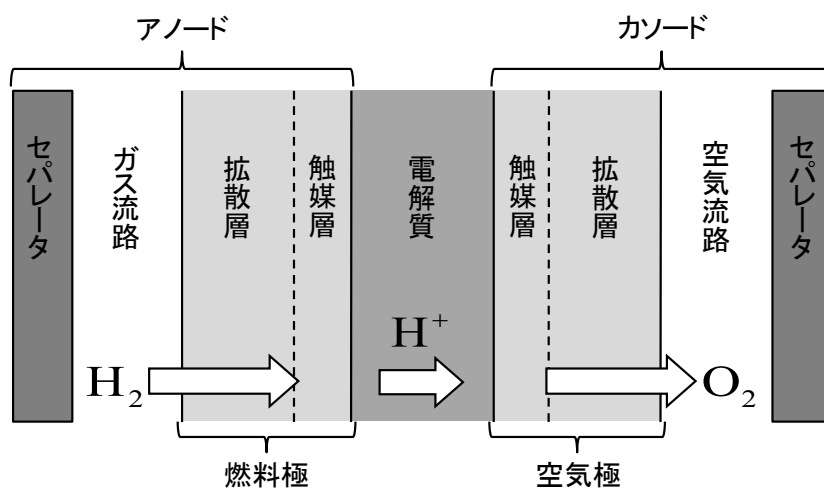 アノード
カソード
セパレータ
ガス流路
拡散層
触媒層
電解質
触媒層
拡散層
空気流路
セパレータ
H2
H+
O2
燃料極
空気極